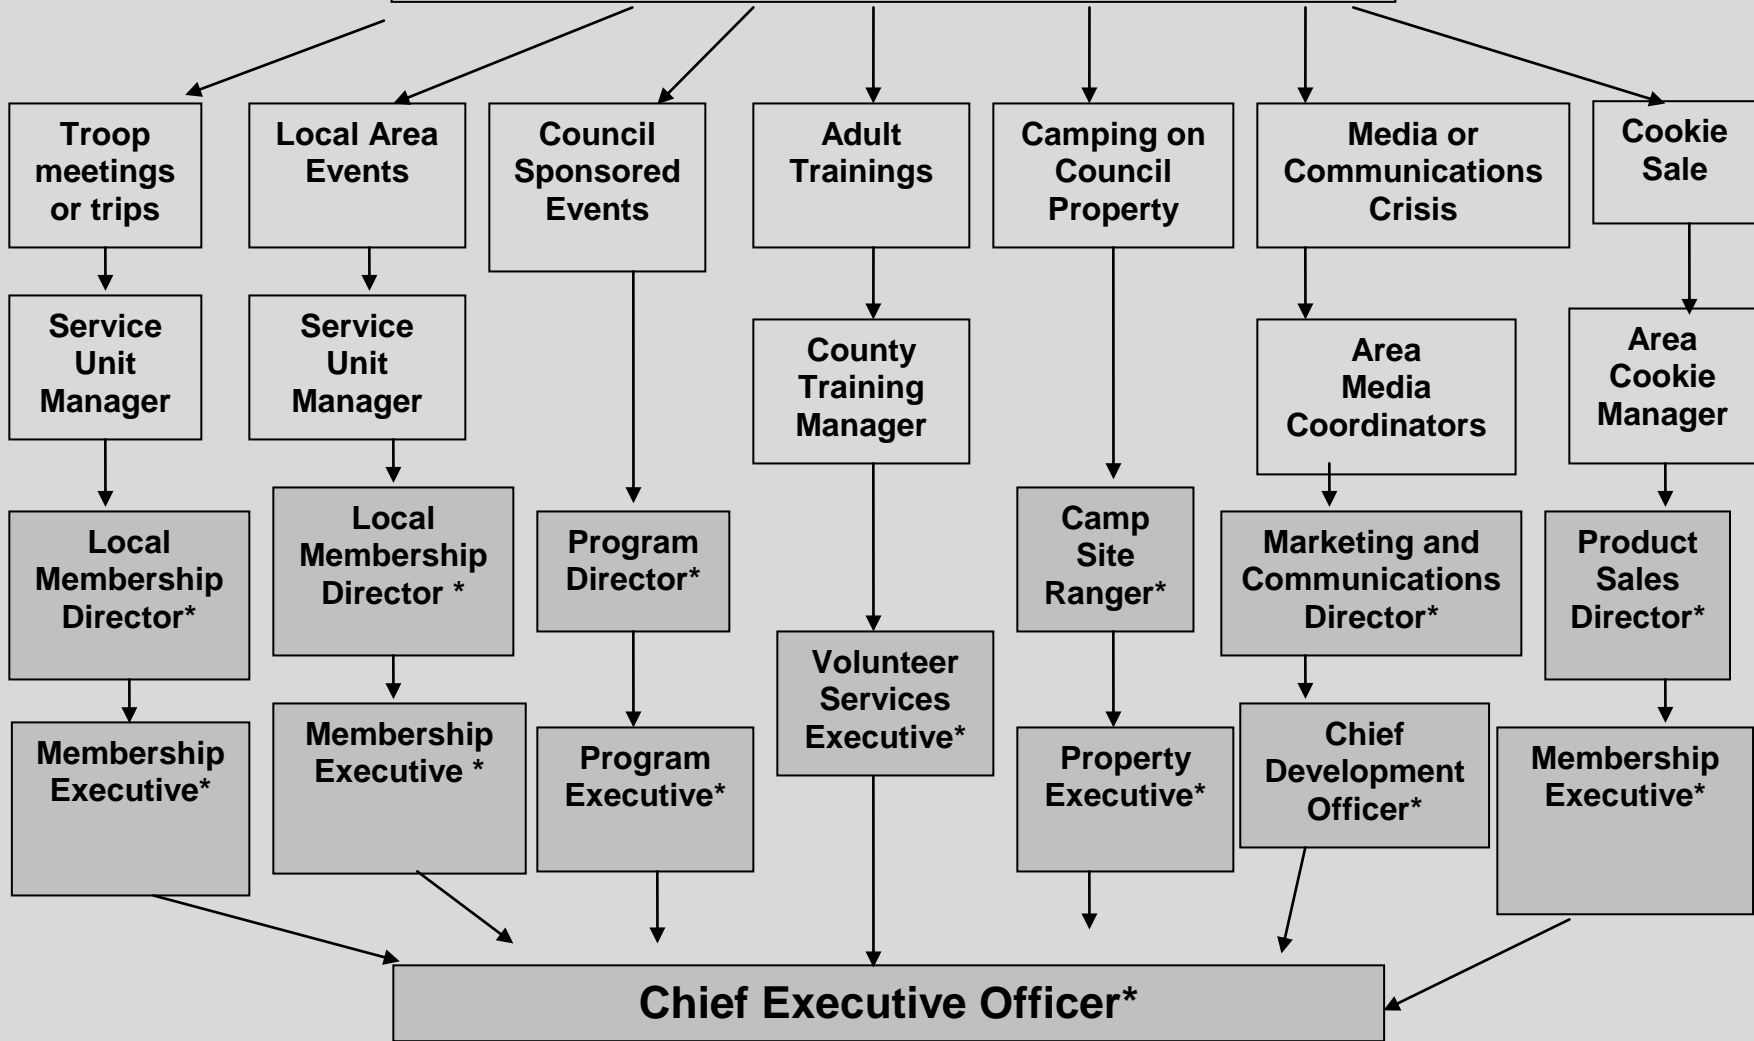 Troop
meetings
or trips
Local Area
Events
Council
Sponsored
Events
Adult
Trainings
Camping on
Council
Property
Media or
Communications
Crisis
Cookie
Sale
Service
Unit
Manager
Service
Unit
Manager
County
Training
Manager
Area
Media
Coordinators
Area
Cookie
Manager
Local
Membership
Director*
Local
Membership
Director *
Program
Director*
Camp
Site
Ranger*
Marketing and
Communications
Director*
Product
Sales
Director*
Volunteer
Services
Executive*
Membership
Executive*
Membership
Executive *
Program
Executive*
Property
Executive*
Chief
Development
Officer*
Membership
Executive*
Chief Executive Officer*